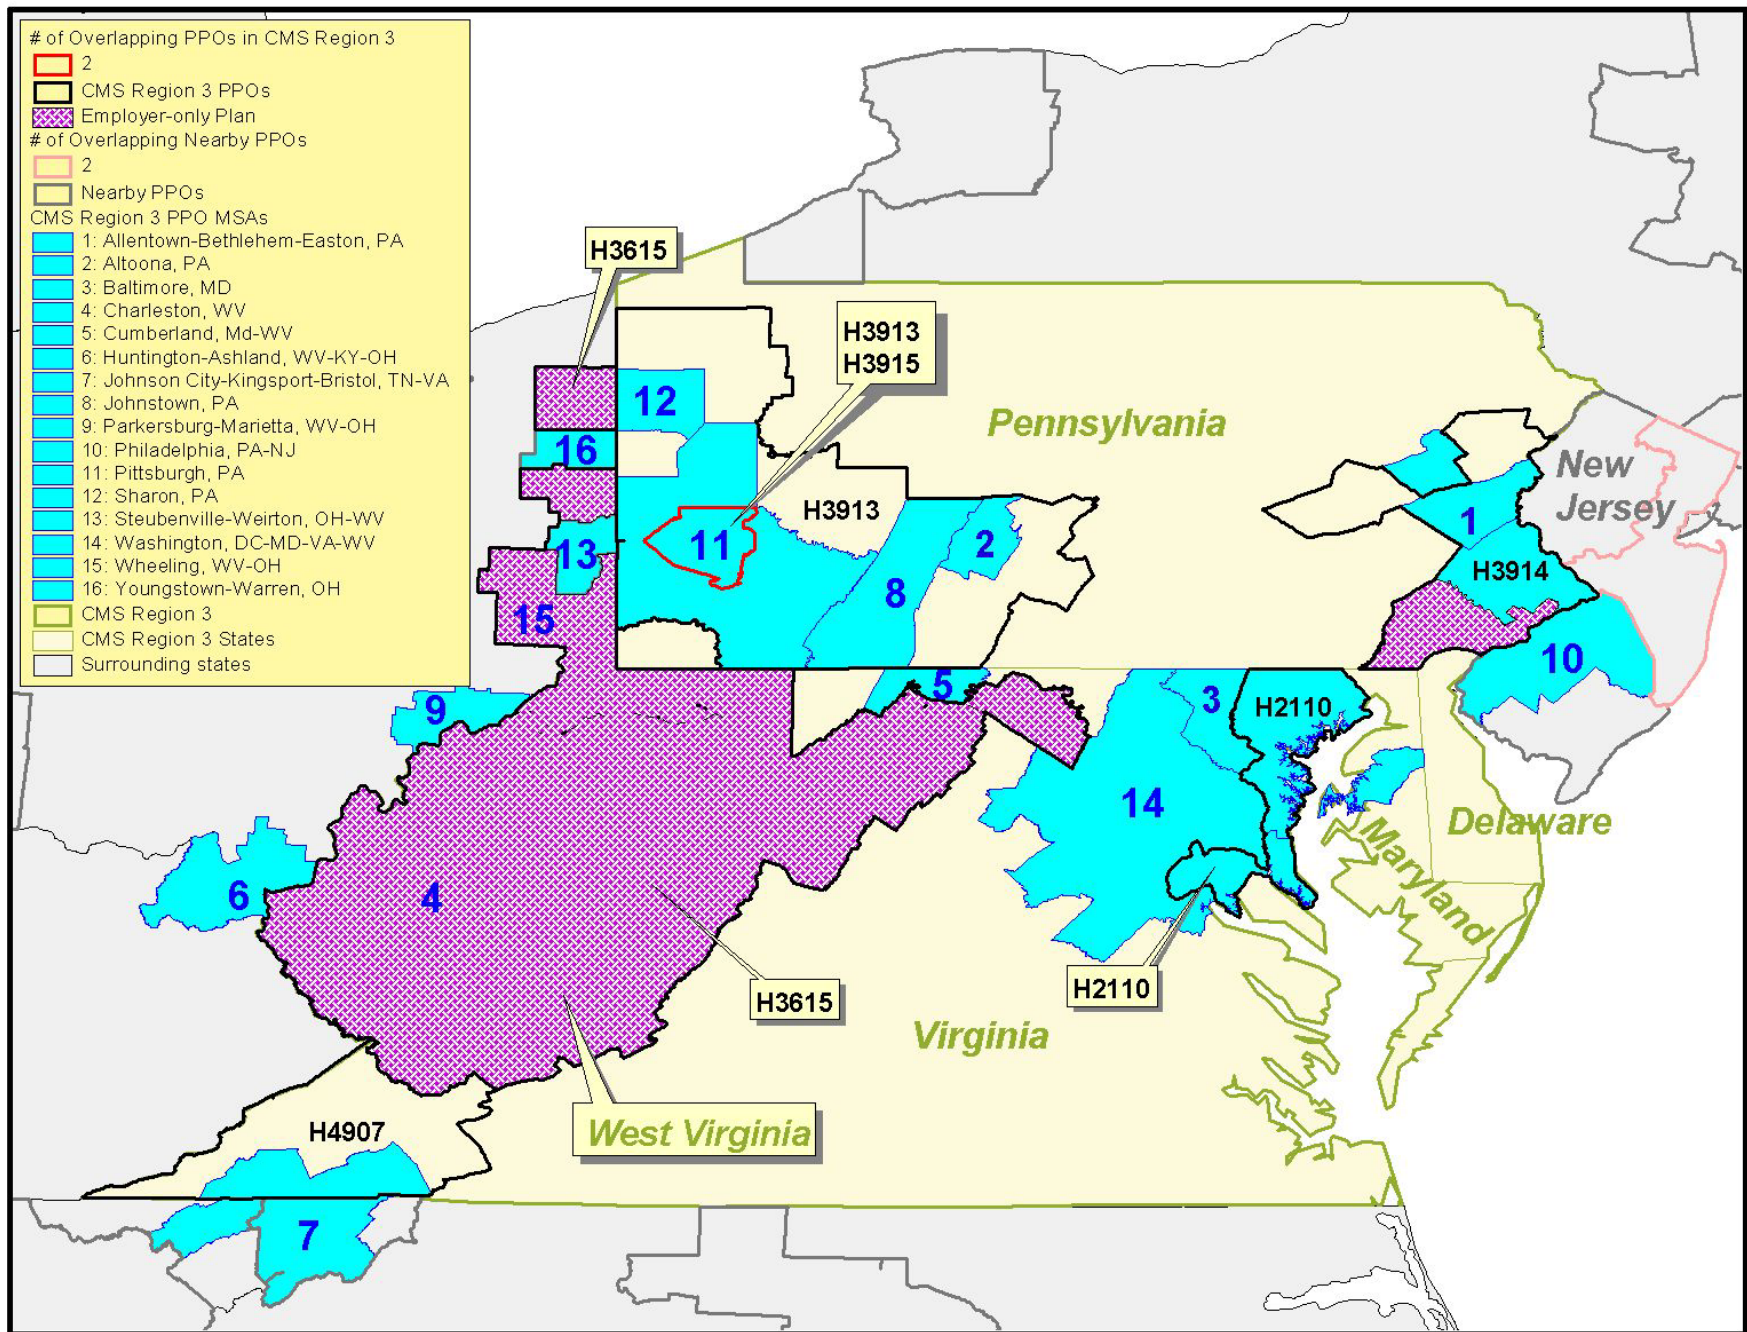 # of Overlapping PPOs in CMS Region 3
2
CMS Region 3 PPOs
Employer-only Plan
# of Overlapping Nearby PPOs
2
Nearby PPOs
CMS Region 3 PPO MSAs
1: Allentown-Bethlehem-Easton, PA
2: Altoona, PA
3: Baltimore, MD
4: Charleston, WV
5: Cumberland, Md-WV
6: Huntington-Ashland, WV-KY-OH
7: Johnson City-Kingsport-Bristol, TN-VA
8: Johnstown, PA
9: Parkersburg-Marietta, WV-OH
10: Philadelphia, PA-NJ
11: Pittsburgh, PA
12: Sharon, PA
13: Steubenville-Weirton, OH-WV
14: Washington, DC-MD-VA-WV
15: Wheeling, WV-OH
16: Youngstown-Warren, OH
CMS Region 3
CMS Region 3 States
Surrounding states
H3615
H3913
H3915
12
Pennsylvania
16
New
Jersey
H3913
1
11
2
13
H3914
8
15
10
5
3
H2110
9
14
Delaware
Maryland
6
4
H2110
H3615
Virginia
West Virginia
H4907
7